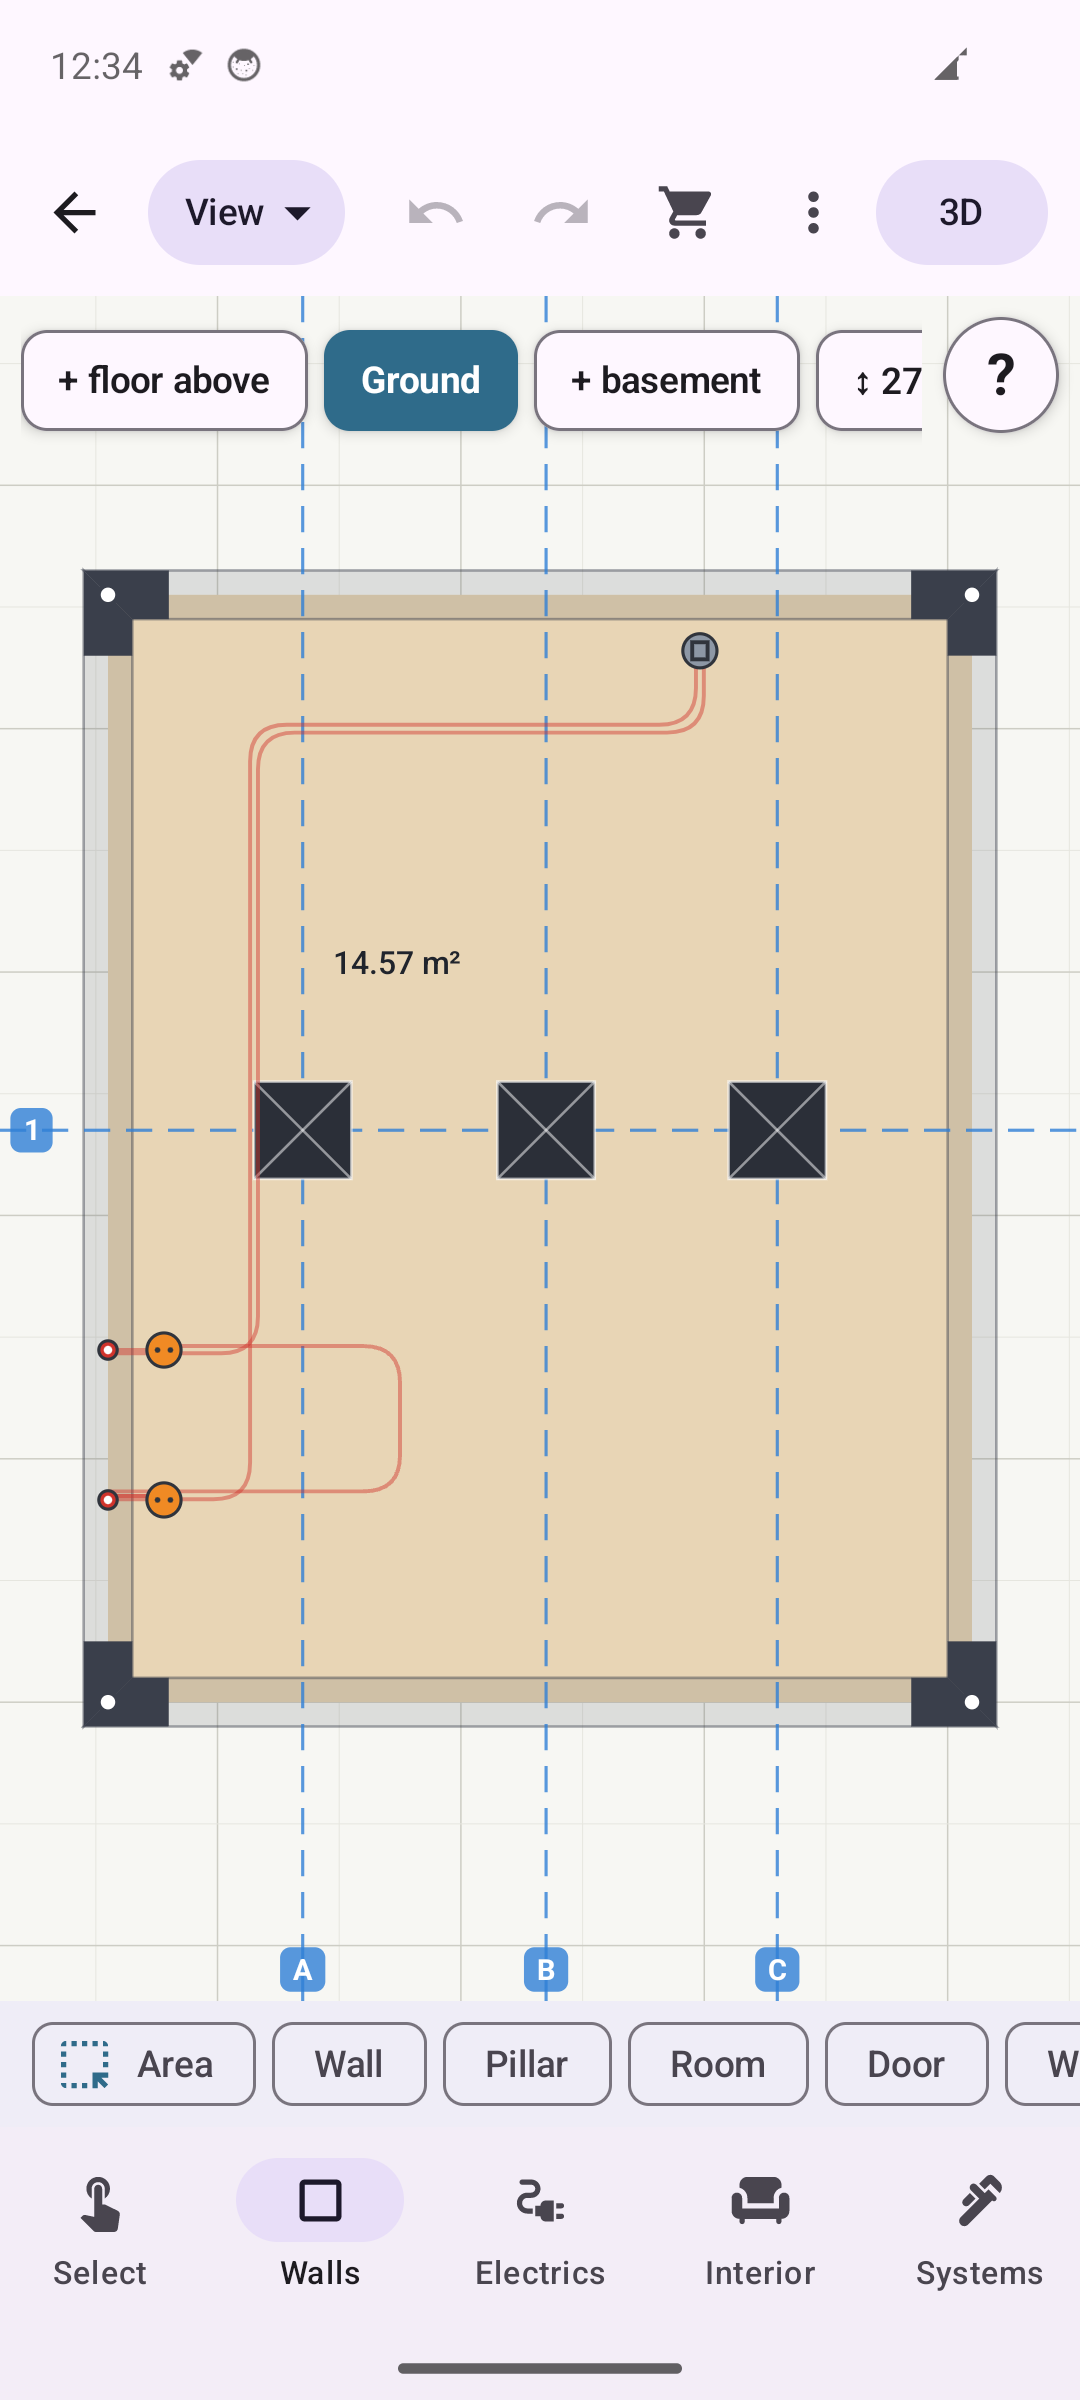 12:34
View
3D
+ floor above
Ground
+ basement
↕ 27
?
14.57 m²
1
A
B
C
Area
Wall
Pillar
Room
Door
W
Select
Walls
Electrics
Interior
Systems